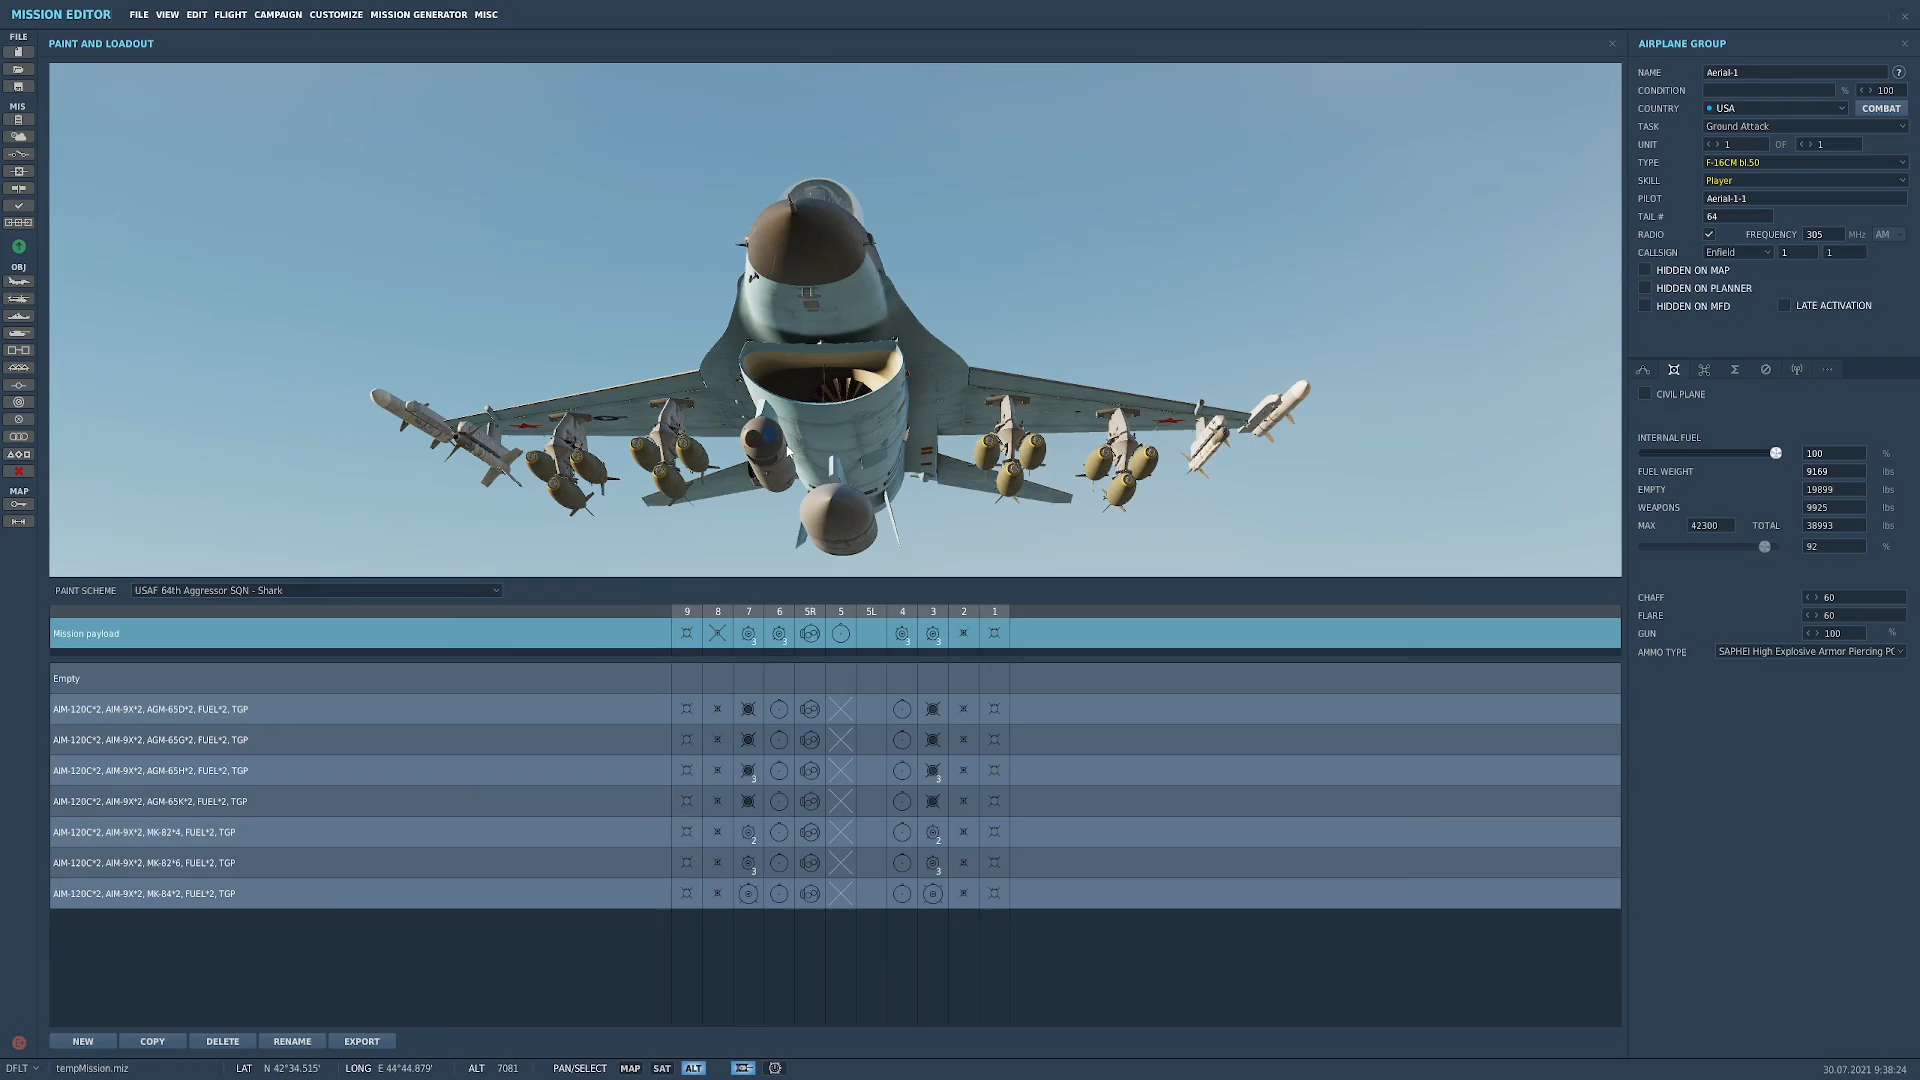 MISSION EDITOR FILE VIEW EDIT FLIGHT CAMPAIGN CUSTOMIZE MISSION GENERATOR MISC
FILE
PAINT AND LOADOUT
AIRPLANE GROUP
NAME Aerial-1 ?
CONDITION % < > 100
COUNTRY USA COMBAT
TASK Ground Attack
UNIT < > 1 OF < > 1
TYPE F-16CM bl.50
SKILL Player
PILOT Aerial-1-1
TAIL # 64
RADIO FREQUENCY 305 MHz AM
CALLSIGN Enfield 1 1
HIDDEN ON MAP
HIDDEN ON PLANNER
HIDDEN ON MFD LATE ACTIVATION
MIS
OBJ
MAP
CIVIL PLANE
INTERNAL FUEL
100 %
FUEL WEIGHT 9169 lbs
EMPTY 19899 lbs
WEAPONS 9925 lbs
MAX 42300 TOTAL 38993 lbs
92 %
CHAFF < > 60
FLARE < > 60
GUN < > 100 %
AMMO TYPE SAPHEI High Explosive Armor Piercing PG
PAINT SCHEME USAF 64th Aggressor SQN - Shark
9 8 7 6 5R 5 5L 4 3 2 1
Mission payload 3 3 3 3
Empty
AIM-120C*2, AIM-9X*2, AGM-65D*2, FUEL*2, TGP
AIM-120C*2, AIM-9X*2, AGM-65G*2, FUEL*2, TGP
AIM-120C*2, AIM-9X*2, AGM-65H*2, FUEL*2, TGP 3 3
AIM-120C*2, AIM-9X*2, AGM-65K*2, FUEL*2, TGP
AIM-120C*2, AIM-9X*2, MK-82*4, FUEL*2, TGP 2 2
AIM-120C*2, AIM-9X*2, MK-82*6, FUEL*2, TGP 3 3
AIM-120C*2, AIM-9X*2, MK-84*2, FUEL*2, TGP
NEW COPY DELETE RENAME EXPORT
DFLT tempMission.miz LAT N 42°34.515' LONG E 44°44.879' ALT 7081 PAN/SELECT MAP SAT ALT 30.07.2021 9:38:24